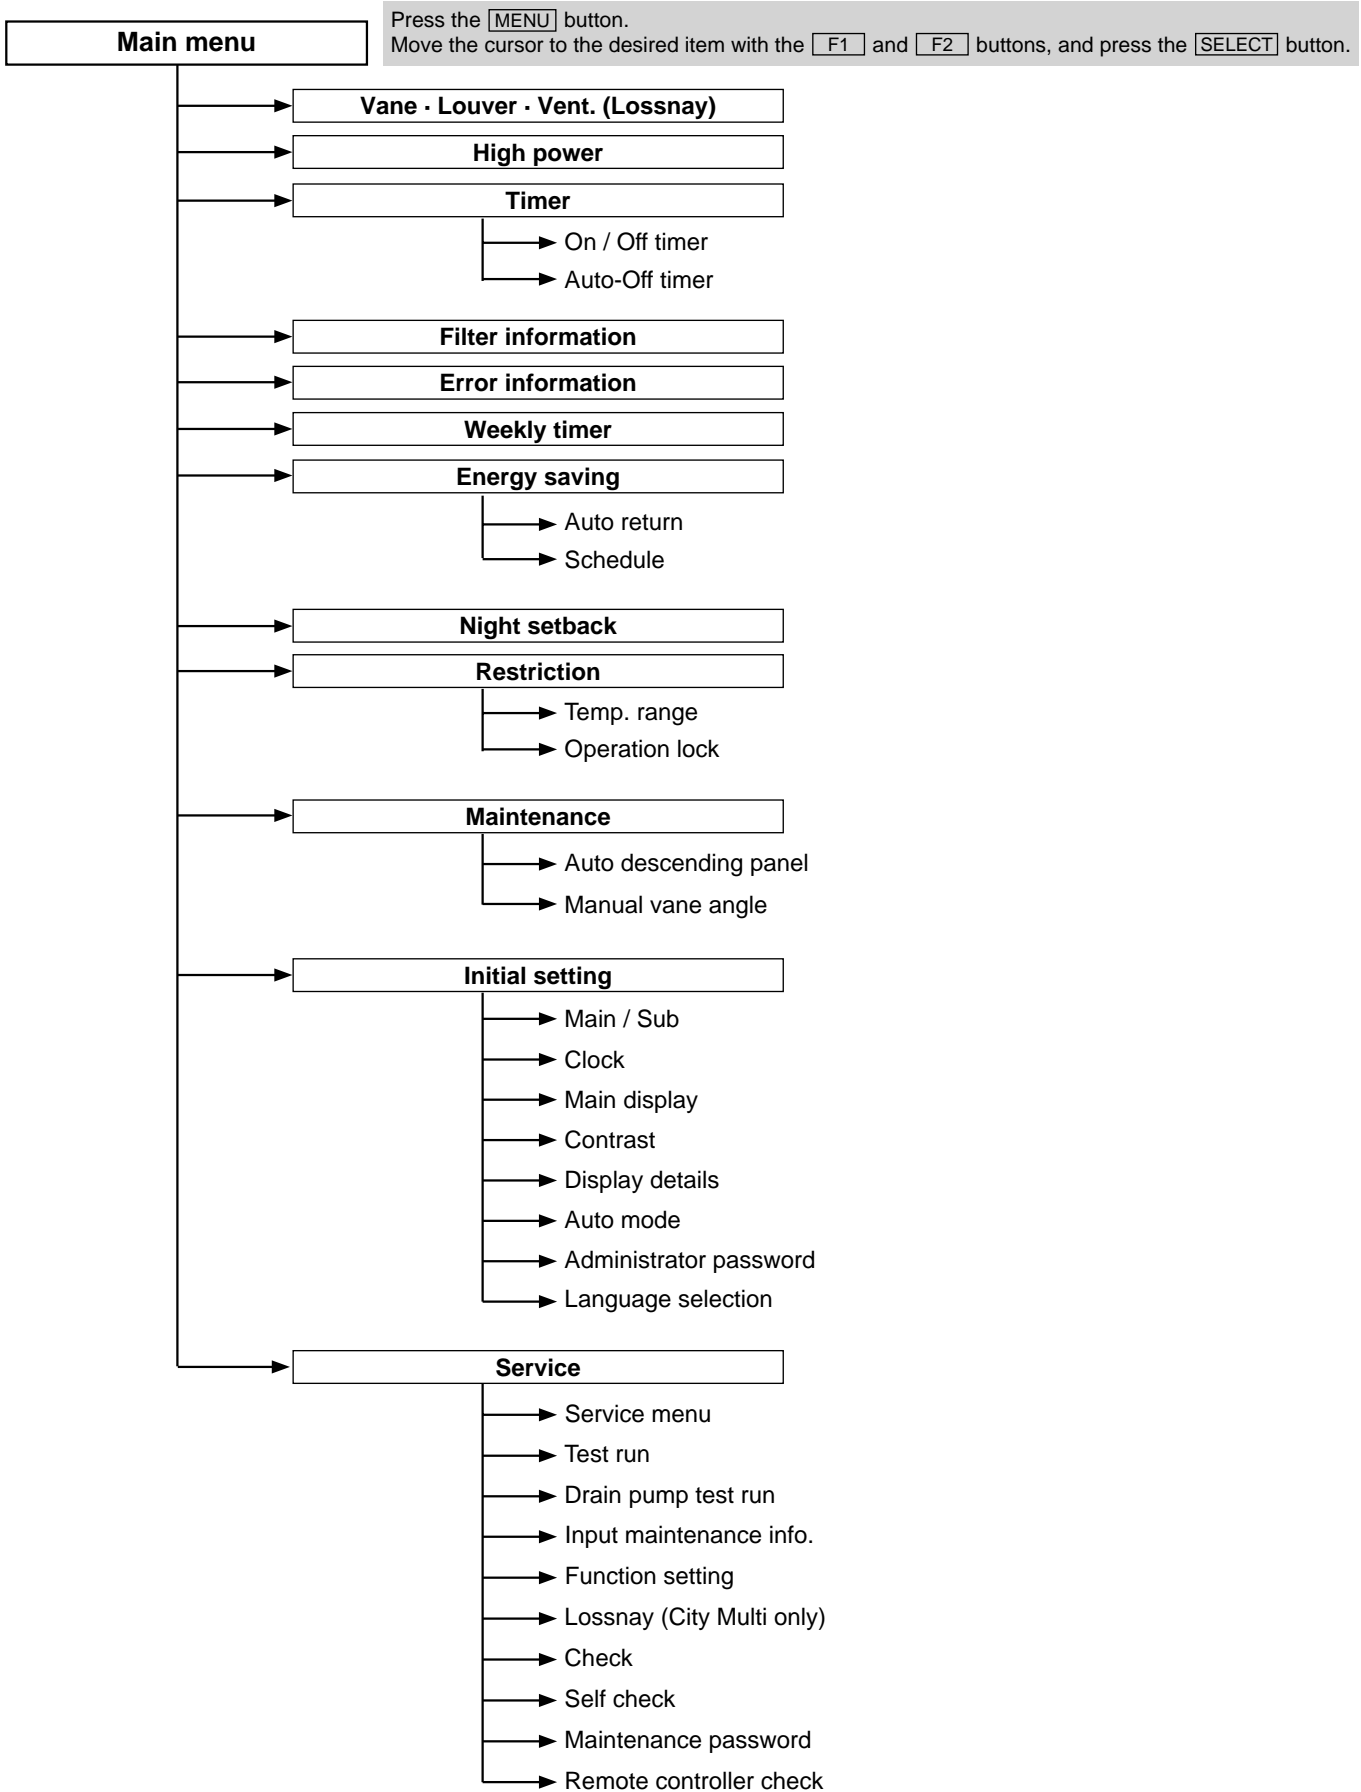 Main menu
Press the MENU button.
Move the cursor to the desired item with the F1 and F2 buttons, and press the SELECT button.
Vane · Louver · Vent. (Lossnay)
High power
Timer
On / Off timer
Auto-Off timer
Filter information
Error information
Weekly timer
Energy saving
Auto return
Schedule
Night setback
Restriction
Temp. range
Operation lock
Maintenance
Auto descending panel
Manual vane angle
Initial setting
Main / Sub
Clock
Main display
Contrast
Display details
Auto mode
Administrator password
Language selection
Service
Service menu
Test run
Drain pump test run
Input maintenance info.
Function setting
Lossnay (City Multi only)
Check
Self check
Maintenance password
Remote controller check